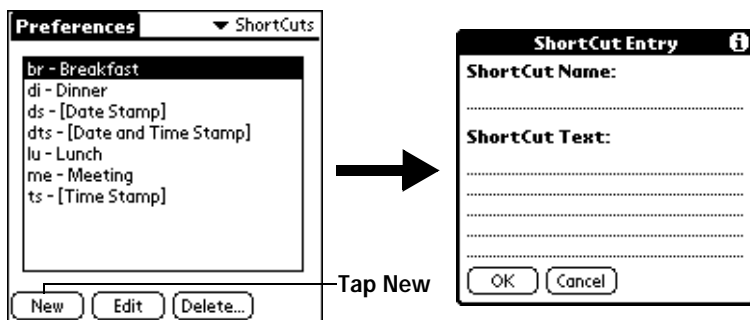 Preferences
ShortCuts
br - Breakfast
di - Dinner
ds - [Date Stamp]
dts - [Date and Time Stamp]
lu - Lunch
me - Meeting
ts - [Time Stamp]
New
Edit
Delete...
Tap New
ShortCut Entry
i
ShortCut Name:
ShortCut Text:
OK
Cancel